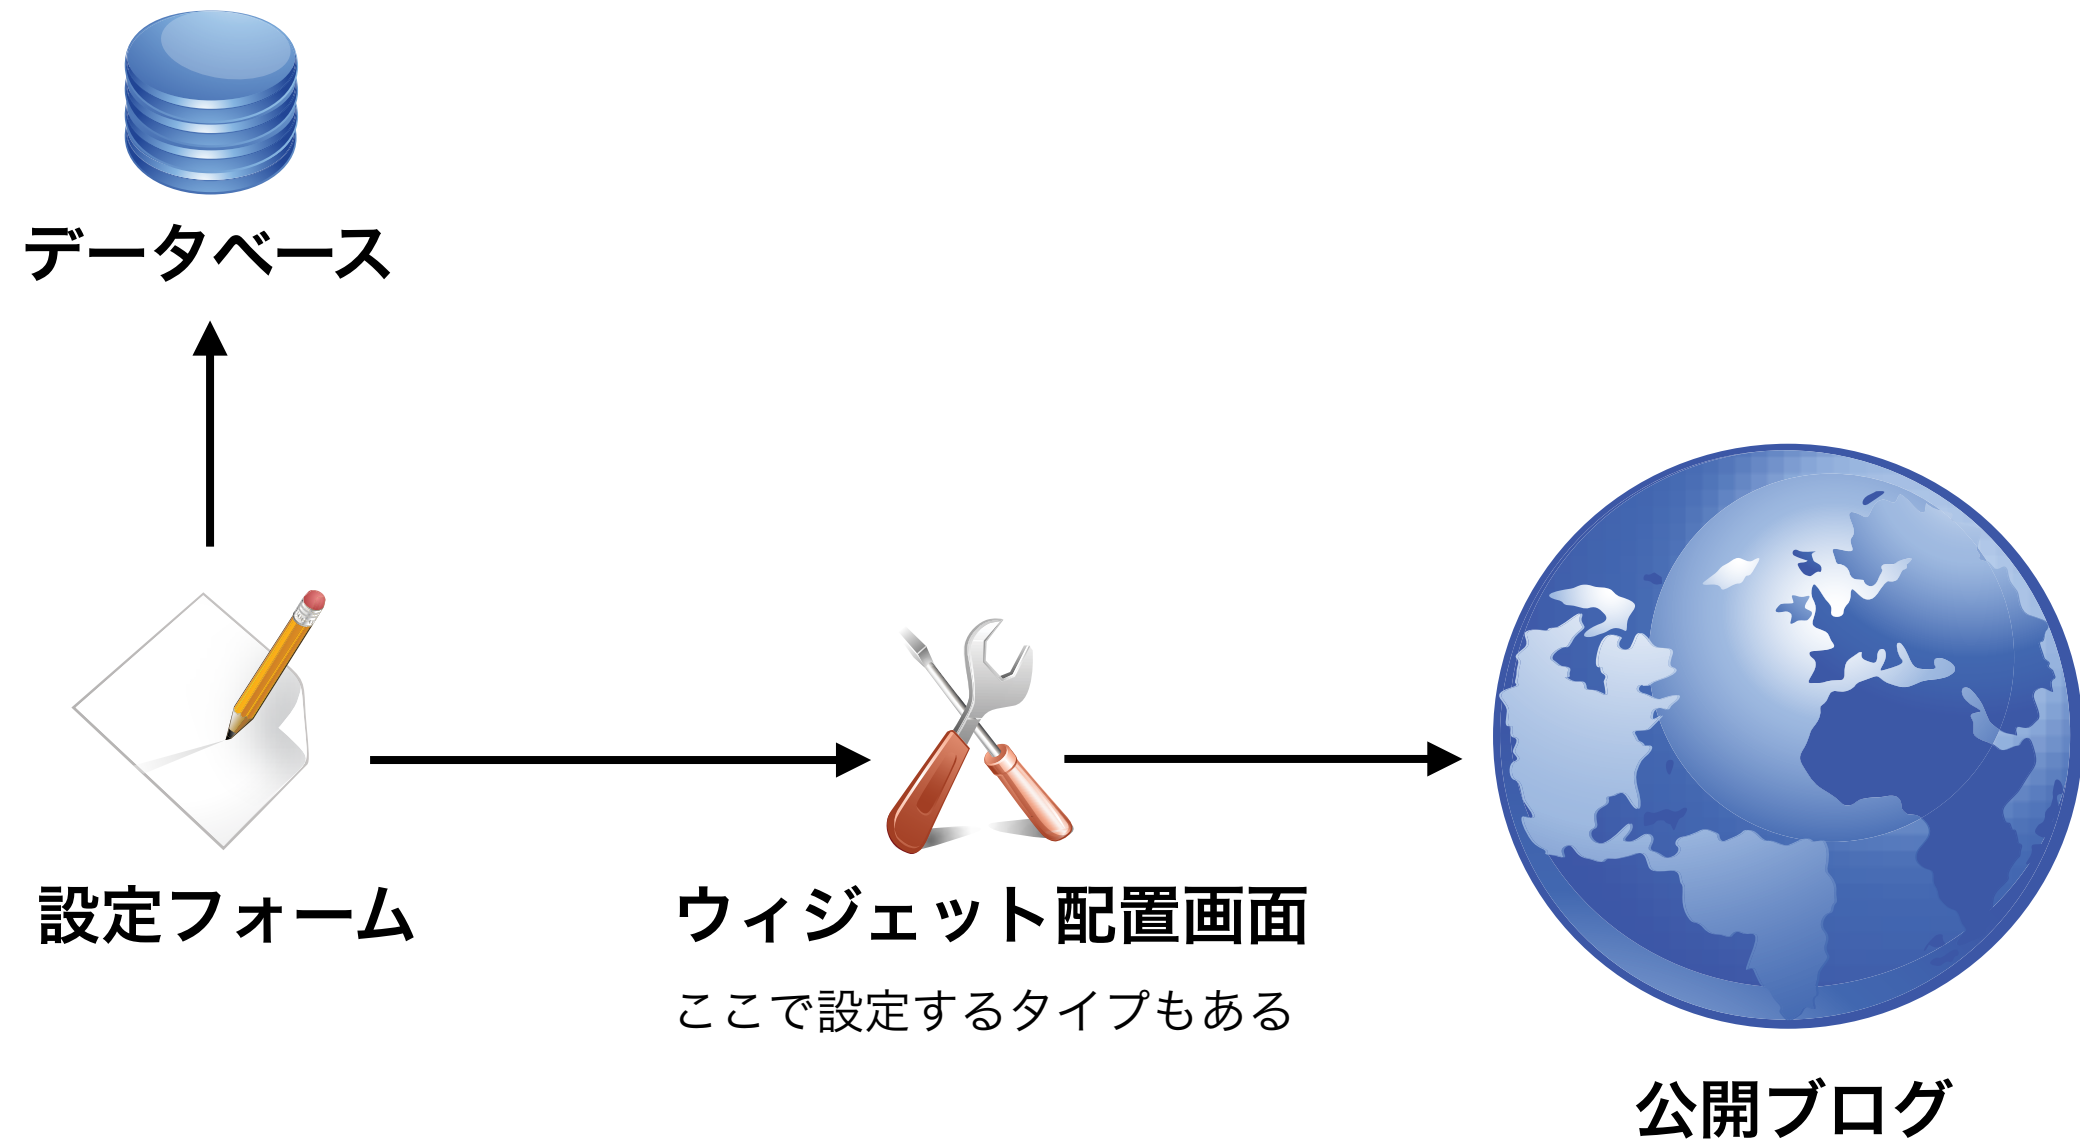 データベース
設定フォーム
ウィジェット配置画面
ここで設定するタイプもある
公開ブログ